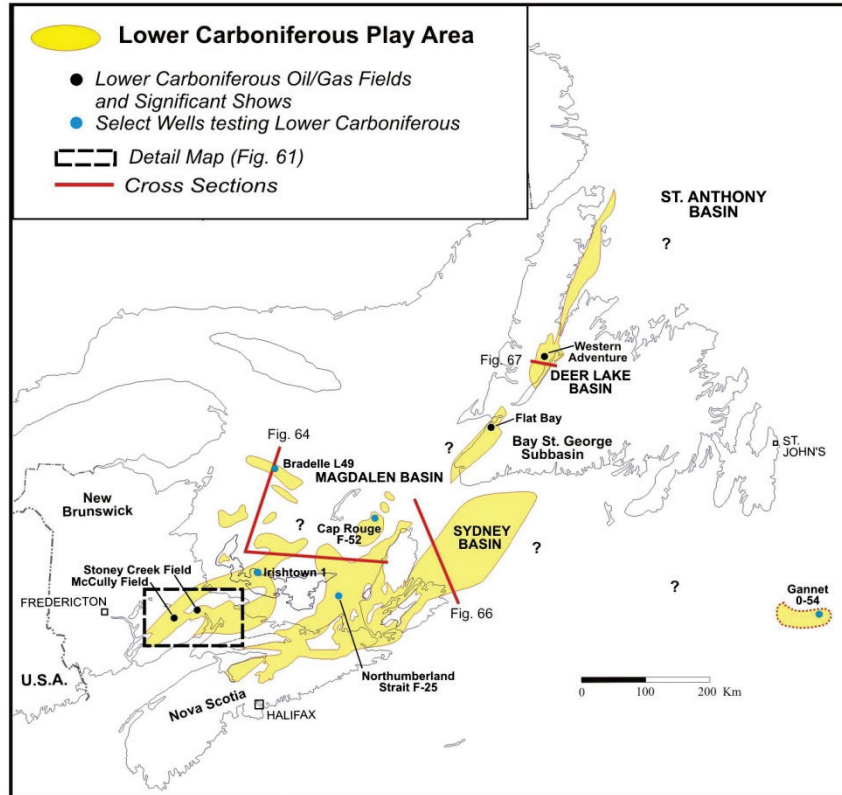 Lower Carboniferous Play Area
Lower Carboniferous Oil/Gas Fields
and Significant Shows
Select Wells testing Lower Carboniferous
Detail Map (Fig. 61)
Cross Sections
ST. ANTHONY
BASIN
?
Western
Adventure
Fig. 67
DEER LAKE
BASIN
Flat Bay
Bay St. George
Subbasin
?
ST.
JOHN'S
Fig. 64
Bradelle L49
MAGDALEN BASIN
New
Brunswick
?
Cap Rouge
F-52
SYDNEY
BASIN
?
Stoney Creek Field
McCully Field
Irishtown 1
FREDERICTON
?
Gannet
0-54
Fig. 66
U.S.A.
Northumberland
Strait F-25
Nova Scotia
HALIFAX
0 100 200 Km